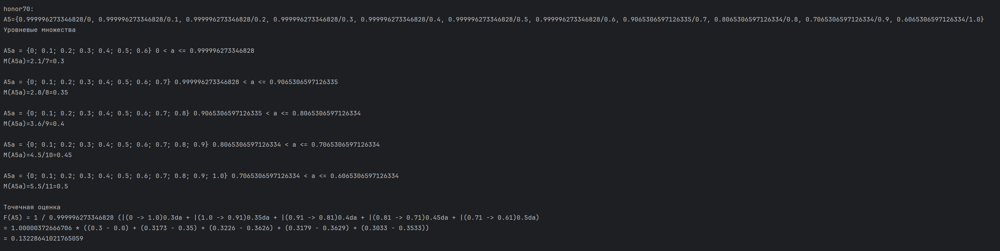 honor70:
A5={0.999996273346828/0, 0.999996273346828/0.1, 0.999996273346828/0.2, 0.999996273346828/0.3, 0.999996273346828/0.4, 0.999996273346828/0.5, 0.999996273346828/0.6, 0.9065306597126335/0.7, 0.8065306597126334/0.8, 0.7065306597126334/0.9, 0.6065306597126334/1.0}
Уровневые множества
A5a = {0; 0.1; 0.2; 0.3; 0.4; 0.5; 0.6} 0 < a <= 0.999996273346828
M(A5a)=2.1/7=0.3
A5a = {0; 0.1; 0.2; 0.3; 0.4; 0.5; 0.6; 0.7} 0.999996273346828 < a <= 0.9065306597126335
M(A5a)=2.8/8=0.35
A5a = {0; 0.1; 0.2; 0.3; 0.4; 0.5; 0.6; 0.7; 0.8} 0.9065306597126335 < a <= 0.8065306597126334
M(A5a)=3.6/9=0.4
A5a = {0; 0.1; 0.2; 0.3; 0.4; 0.5; 0.6; 0.7; 0.8; 0.9} 0.8065306597126334 < a <= 0.7065306597126334
M(A5a)=4.5/10=0.45
A5a = {0; 0.1; 0.2; 0.3; 0.4; 0.5; 0.6; 0.7; 0.8; 0.9; 1.0} 0.7065306597126334 < a <= 0.6065306597126334
M(A5a)=5.5/11=0.5
Точечная оценка
F(A5) = 1 / 0.999996273346828 (|(0 -> 1.0)0.3da + |(1.0 -> 0.91)0.35da + |(0.91 -> 0.81)0.4da + |(0.81 -> 0.71)0.45da + |(0.71 -> 0.61)0.5da)
= 1.00000372666706 * ((0.3 - 0.0) + (0.3173 - 0.35) + (0.3226 - 0.3626) + (0.3179 - 0.3629) + (0.3033 - 0.3533))
= 0.13228641021765059